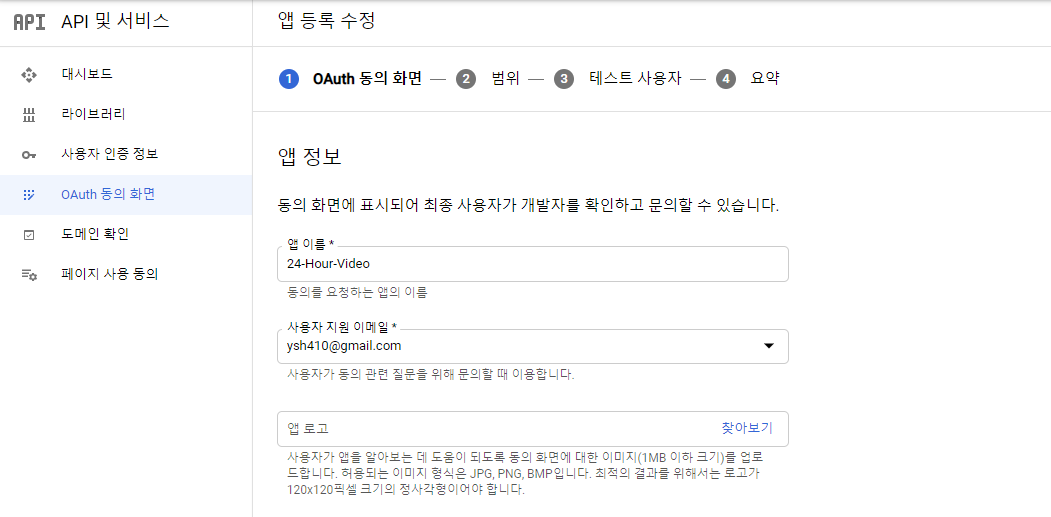 API API 및 서비스
앱 등록 수정
대시보드
라이브러리
사용자 인증 정보
OAuth 동의 화면
도메인 확인
페이지 사용 동의
1 OAuth 동의 화면 — 2 범위 — 3 테스트 사용자 — 4 요약
앱 정보
동의 화면에 표시되어 최종 사용자가 개발자를 확인하고 문의할 수 있습니다.
앱 이름 *
24-Hour-Video
동의를 요청하는 앱의 이름
사용자 지원 이메일 *
ysh410@gmail.com
사용자가 동의 관련 질문을 위해 문의할 때 이용합니다.
앱 로고 찾아보기
사용자가 앱을 알아보는 데 도움이 되도록 동의 화면에 대한 이미지(1MB 이하 크기)를 업로
드합니다. 허용되는 이미지 형식은 JPG, PNG, BMP입니다. 최적의 결과를 위해서는 로고가
120x120픽셀 크기의 정사각형이어야 합니다.